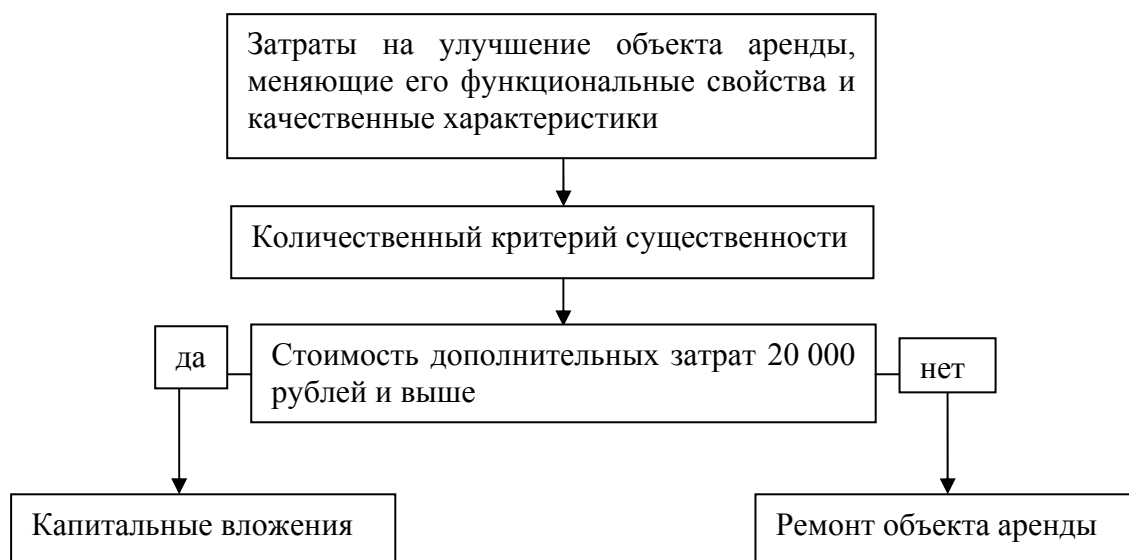 Затраты на улучшение объекта аренды,
меняющие его функциональные свойства и
качественные характеристики
Количественный критерий существенности
да
Стоимость дополнительных затрат 20 000
рублей и выше
нет
Капитальные вложения
Ремонт объекта аренды